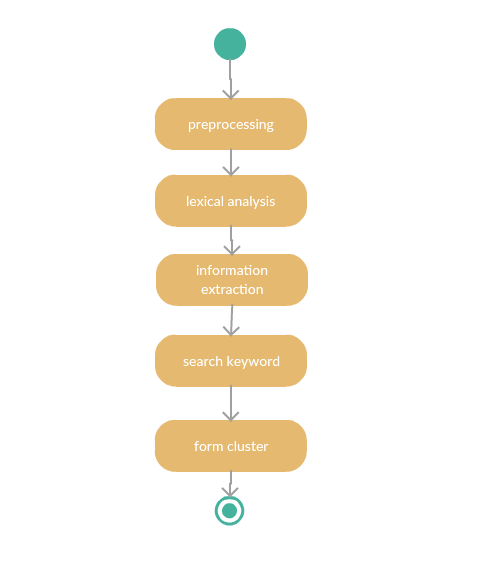 preprocessing
lexical analysis
information
extraction
search keyword
form cluster